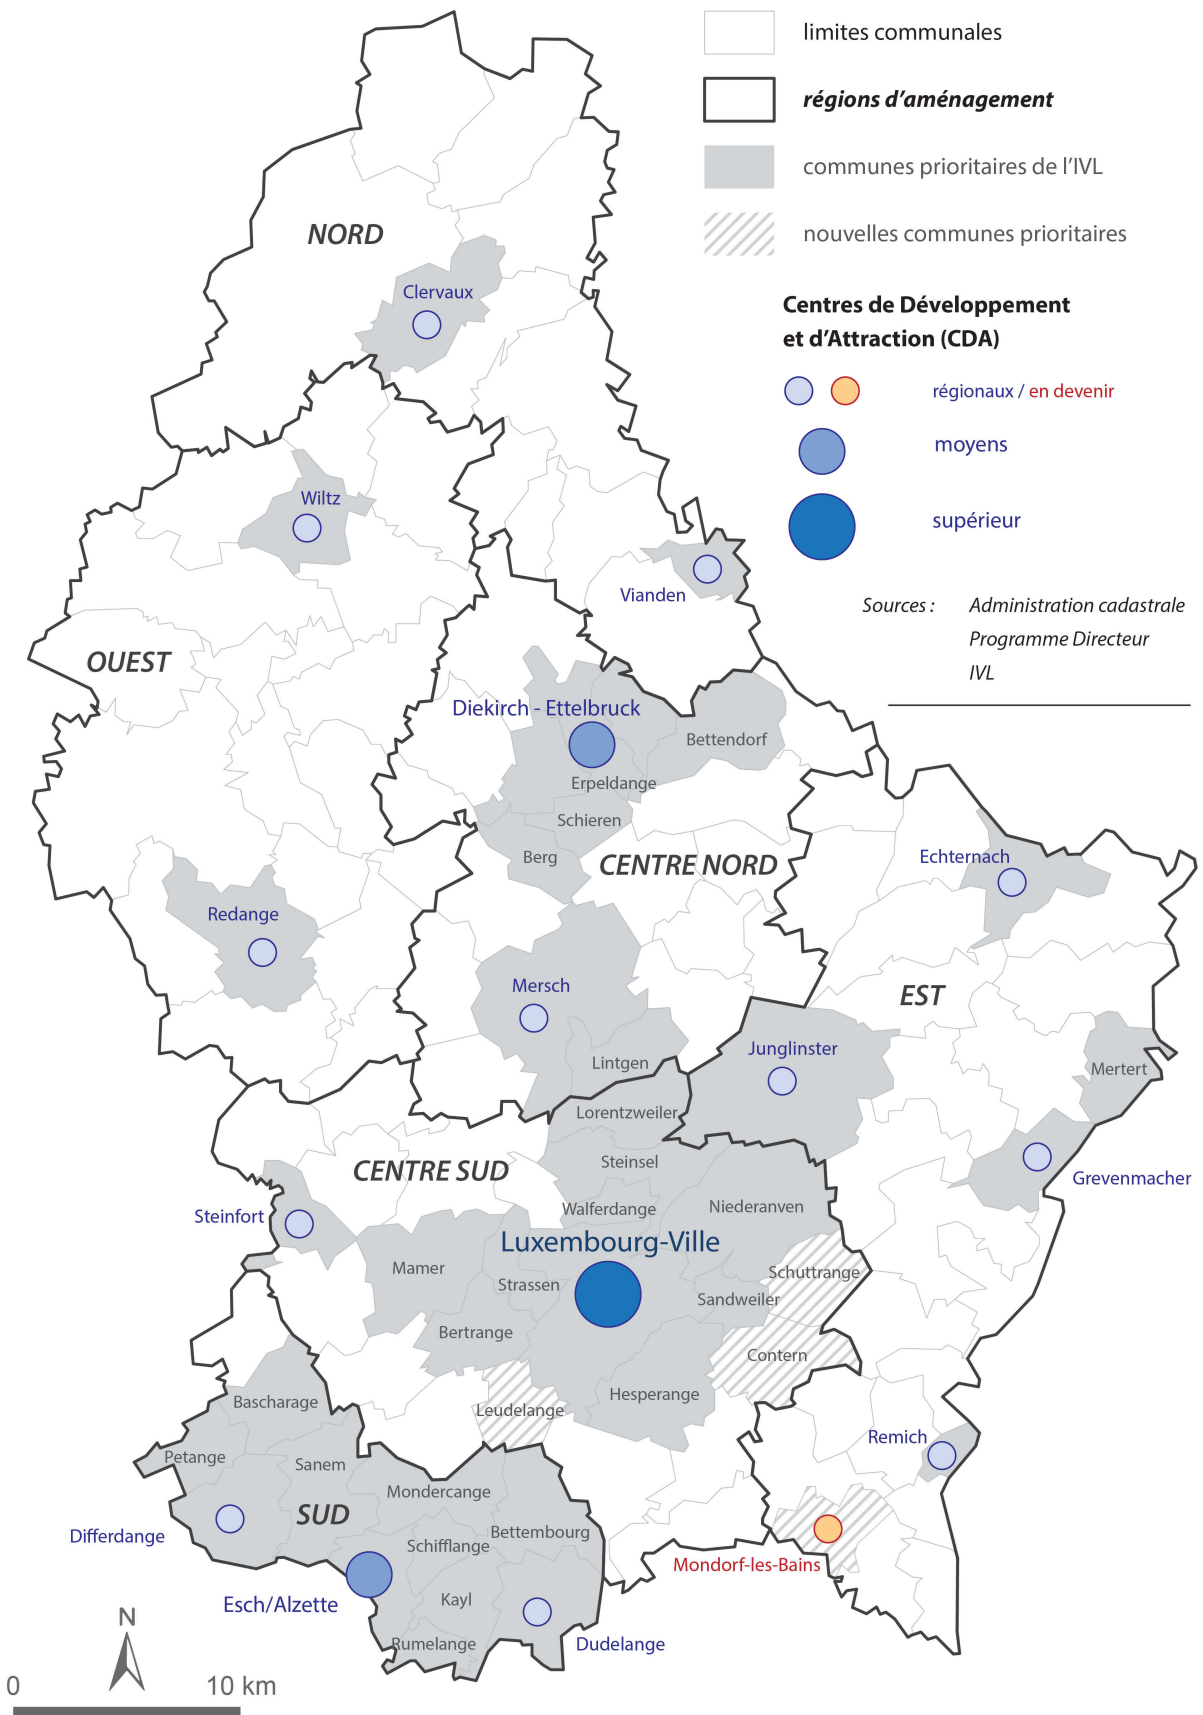 limites communales
régions d'aménagement
communes prioritaires de l'IVL
nouvelles communes prioritaires
Centres de Développement
et d'Attraction (CDA)
régionaux / en devenir
moyens
supérieur
Sources : Administration cadastrale
Programme Directeur
IVL
NORD
Clervaux
Wiltz
Vianden
OUEST
Diekirch - Ettelbruck
Bettendorf
Erpeldange
Schieren
Berg
CENTRE NORD
Echternach
Redange
Mersch
EST
Lintgen
Junglinster
Mertert
Lorentzweiler
CENTRE SUD
Steinsel
Grevenmacher
Steinfort
Walferdange
Niederanven
Luxembourg-Ville
Mamer
Strassen
Schuttrange
Sandweiler
Bertrange
Contern
Hesperange
Bascharage
Leudelange
Remich
Petange
Sanem
Mondercange
SUD
Bettembourg
Differdange
Schifflange
Mondorf-les-Bains
Esch/Alzette
Kayl
Rumelange
Dudelange
N
0 10 km